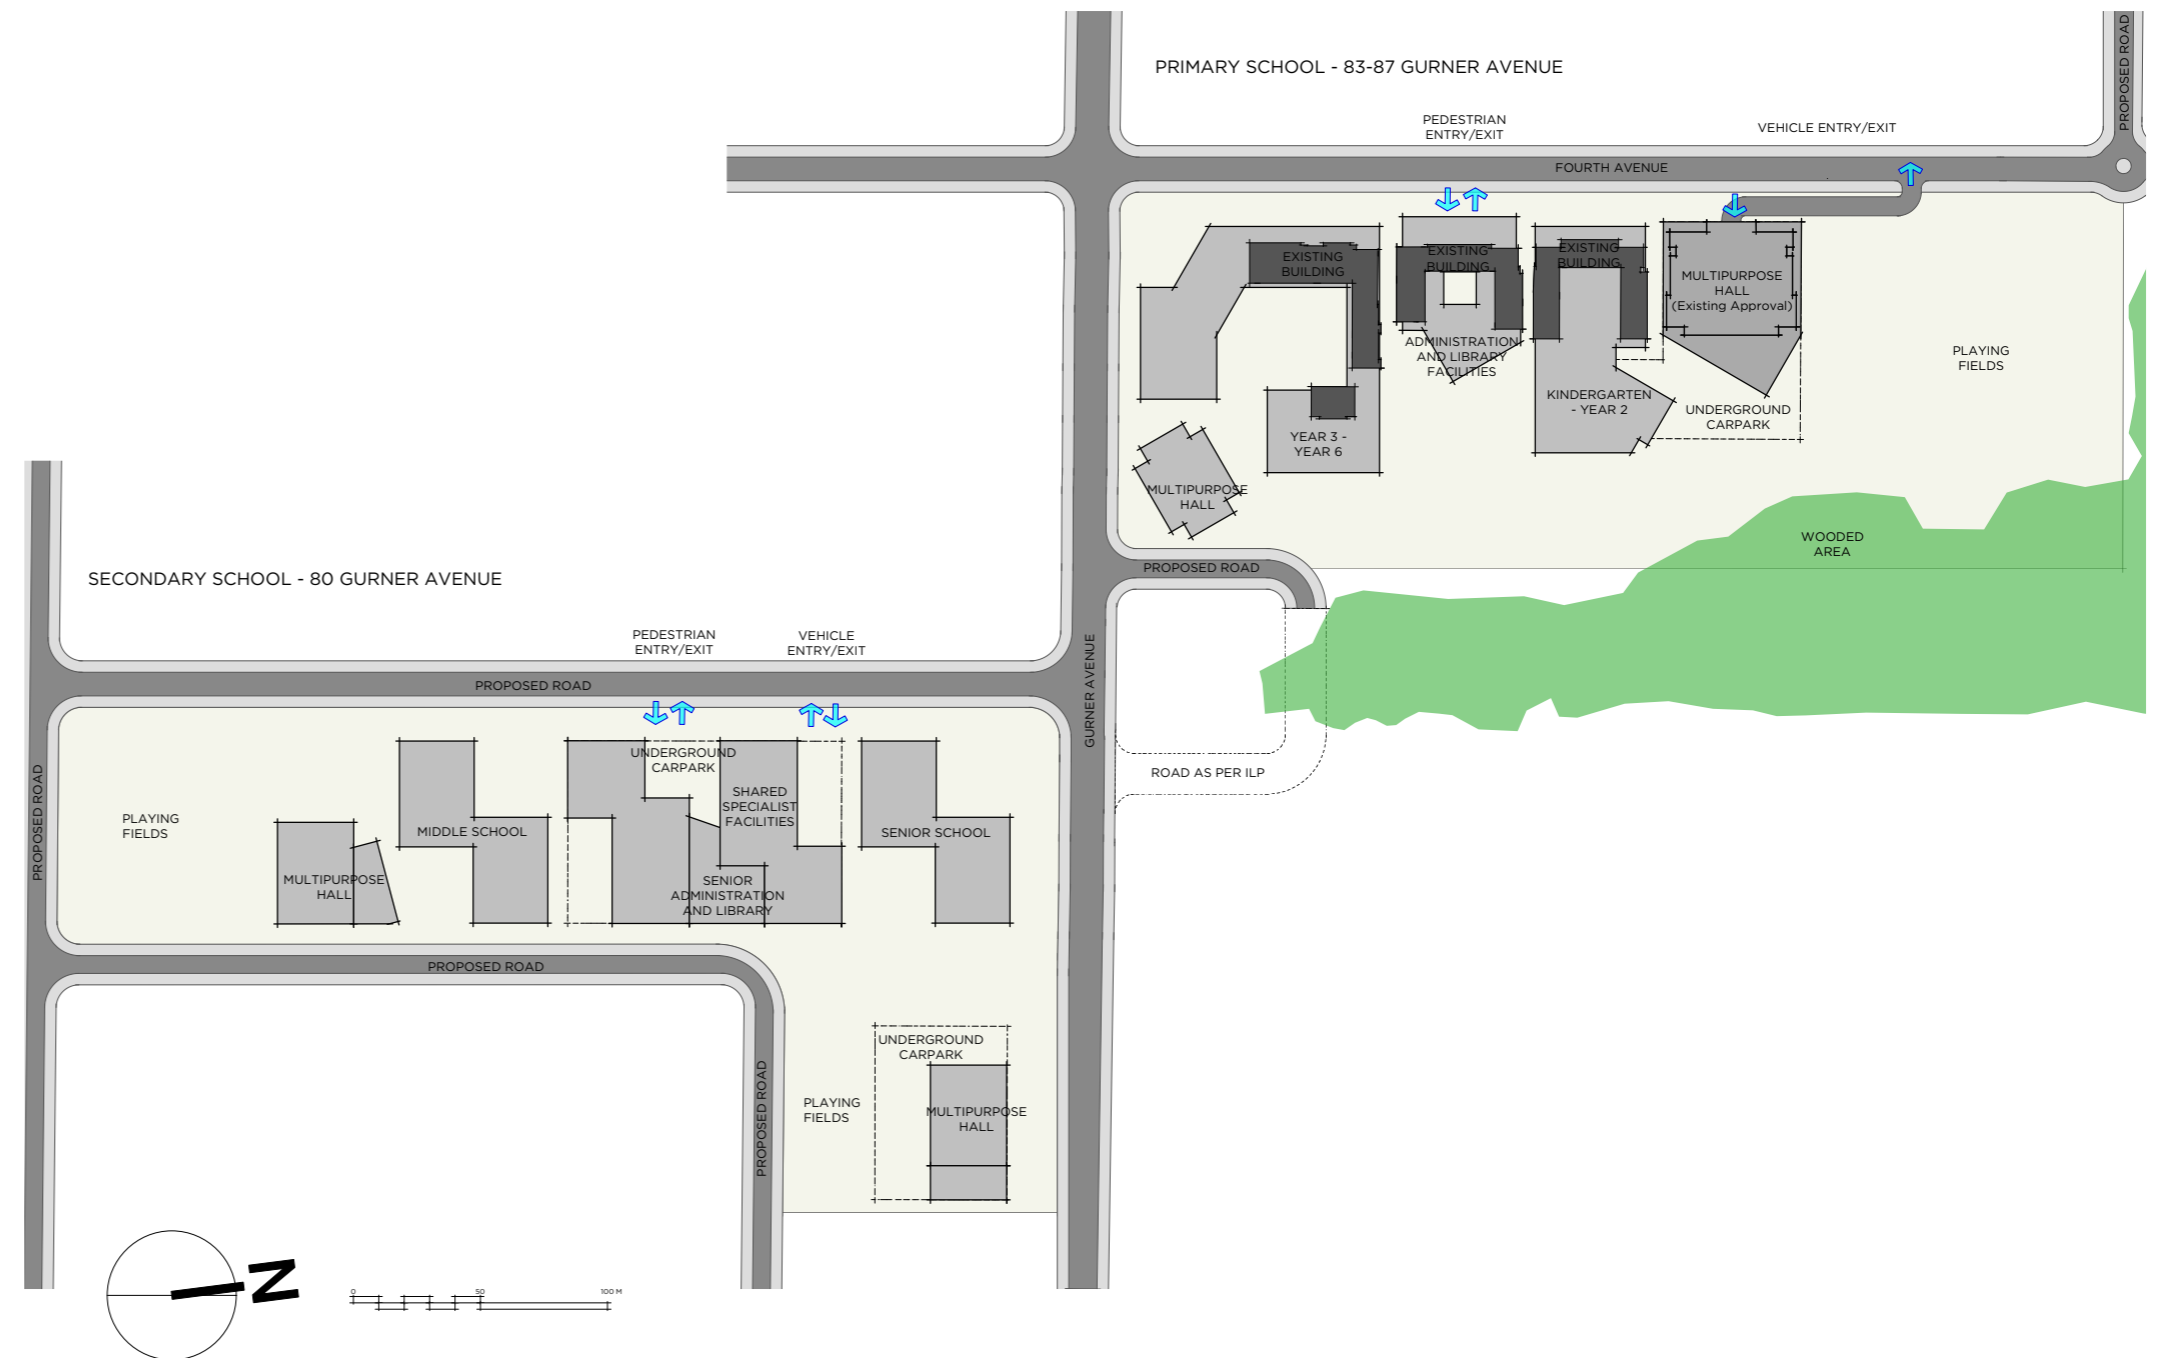 PROPOSED ROAD
PRIMARY SCHOOL - 83-87 GURNER AVENUE
PEDESTRIAN
ENTRY/EXIT
VEHICLE ENTRY/EXIT
FOURTH AVENUE
EXISTING
BUILDING
EXISTING
BUILDING
EXISTING
BUILDING
MULTIPURPOSE
HALL
(Existing Approval)
ADMINISTRATION
AND LIBRARY
FACILITIES
PLAYING
FIELDS
KINDERGARTEN
- YEAR 2
UNDERGROUND
CARPARK
YEAR 3 -
YEAR 6
MULTIPURPOSE
HALL
WOODED
AREA
PROPOSED ROAD
SECONDARY SCHOOL - 80 GURNER AVENUE
PEDESTRIAN
ENTRY/EXIT
VEHICLE
ENTRY/EXIT
PROPOSED ROAD
GURNER AVENUE
UNDERGROUND
CARPARK
ROAD AS PER ILP
SHARED
SPECIALIST
FACILITIES
PROPOSED ROAD
PLAYING
FIELDS
MIDDLE SCHOOL
SENIOR SCHOOL
MULTIPURPOSE
HALL
SENIOR
ADMINISTRATION
AND LIBRARY
PROPOSED ROAD
UNDERGROUND
CARPARK
PROPOSED ROAD
PLAYING
FIELDS
MULTIPURPOSE
HALL
N
0 50 100 M